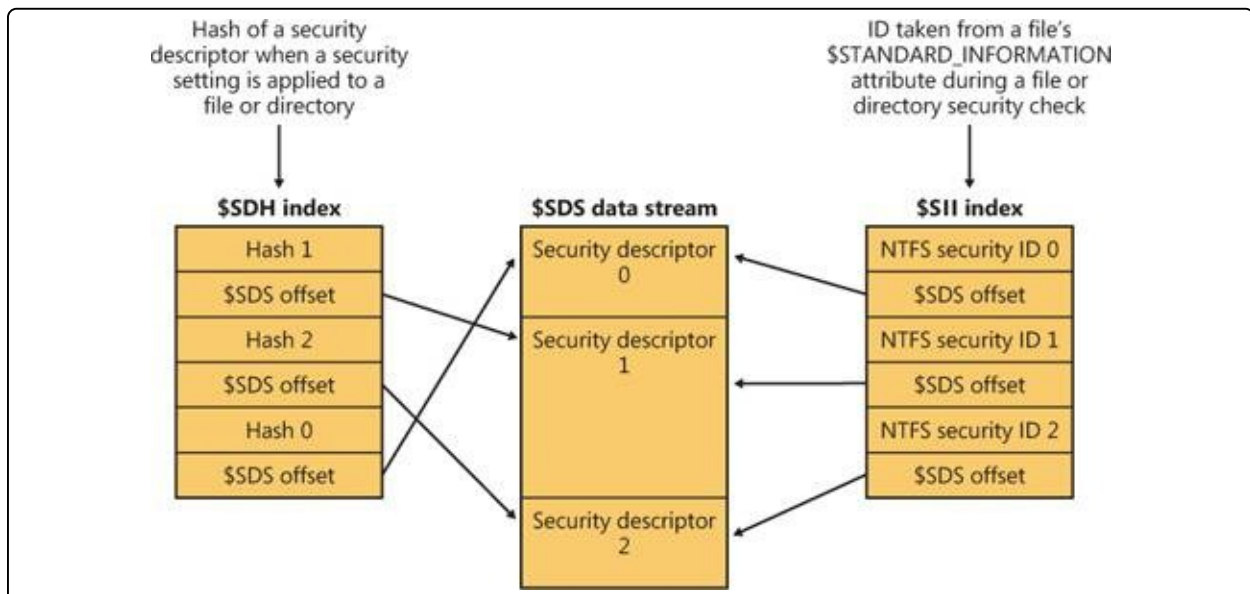 Hash of a security
descriptor when a security
setting is applied to a
file or directory
ID taken from a file's
$STANDARD_INFORMATION
attribute during a file or
directory security check
$SDH index
Hash 1
$SDS offset
Hash 2
$SDS offset
Hash 0
$SDS offset
$SDS data stream
Security descriptor
0
Security descriptor
1
Security descriptor
2
$SII index
NTFS security ID 0
$SDS offset
NTFS security ID 1
$SDS offset
NTFS security ID 2
$SDS offset